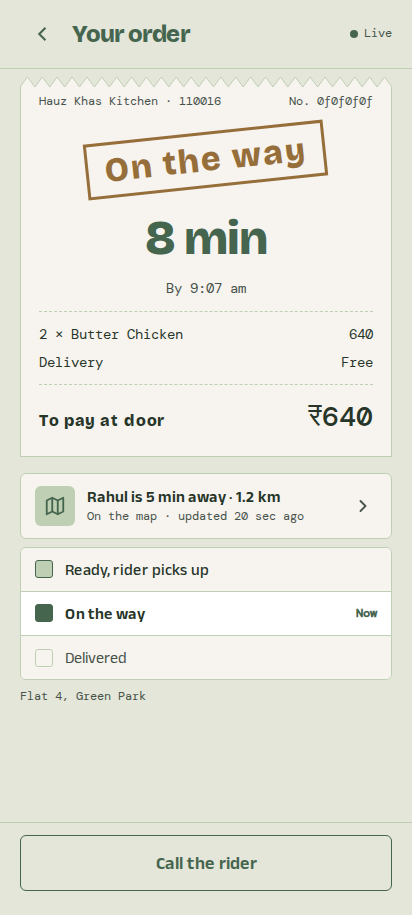 Your order
Live
Hauz Khas Kitchen · 110016
No. 0f0f0f0f
On the way
8 min
By 9:07 am
2 × Butter Chicken 640
Delivery Free
To pay at door ₹640
Rahul is 5 min away · 1.2 km
On the map · updated 20 sec ago
Ready, rider picks up
On the way Now
Delivered
Flat 4, Green Park
Call the rider